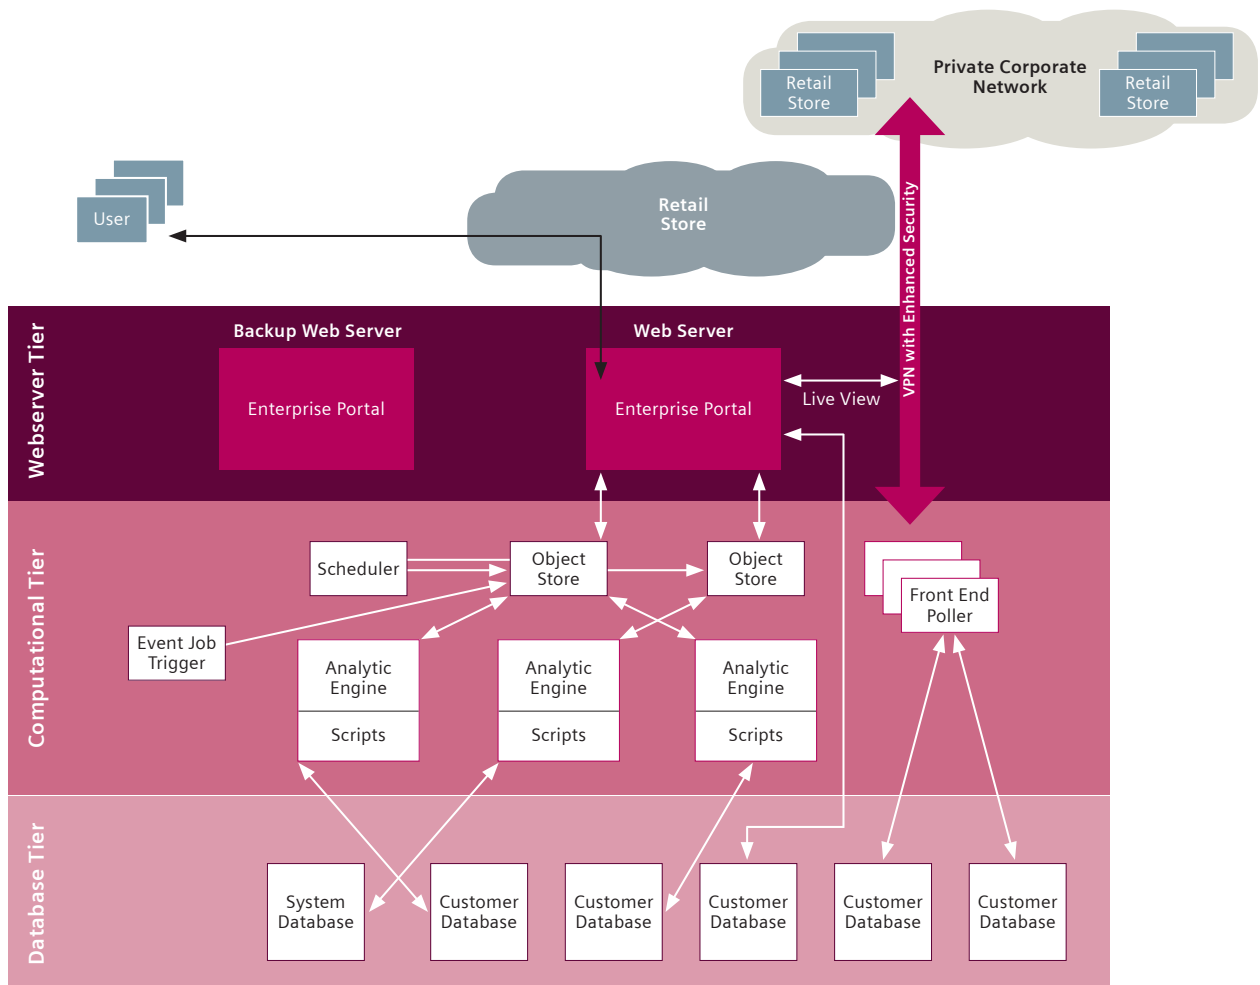 Retail
Store
Private Corporate
Network
Retail
Store
User
Retail
Store
VPN with Enhanced Security
Webserver Tier
Backup Web Server
Enterprise Portal
Web Server
Enterprise Portal
Live View
Computational Tier
Scheduler
Object
Store
Object
Store
Front End
Poller
Event Job
Trigger
Analytic
Engine
Scripts
Analytic
Engine
Scripts
Analytic
Engine
Scripts
Database Tier
System
Database
Customer
Database
Customer
Database
Customer
Database
Customer
Database
Customer
Database